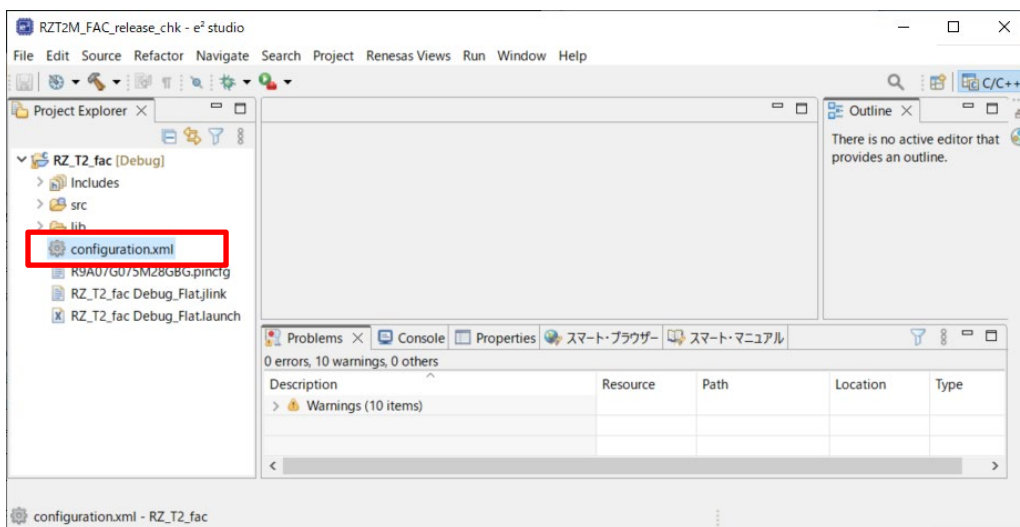 RZT2M_FAC_release_chk - e² studio
File Edit Source Refactor Navigate Search Project Renesas Views Run Window Help
C/C++
Project Explorer
RZ_T2_fac [Debug]
Includes
src
lib
configuration.xml
R9A07G075M28GBG.pincfg
RZ_T2_fac Debug_Flat.jlink
RZ_T2_fac Debug_Flat.launch
Outline
There is no active editor that
provides an outline.
Problems Console Properties スマート・ブラウザー スマート・マニュアル
0 errors, 10 warnings, 0 others
Description Resource Path Location Type
Warnings (10 items)
configuration.xml - RZ_T2_fac